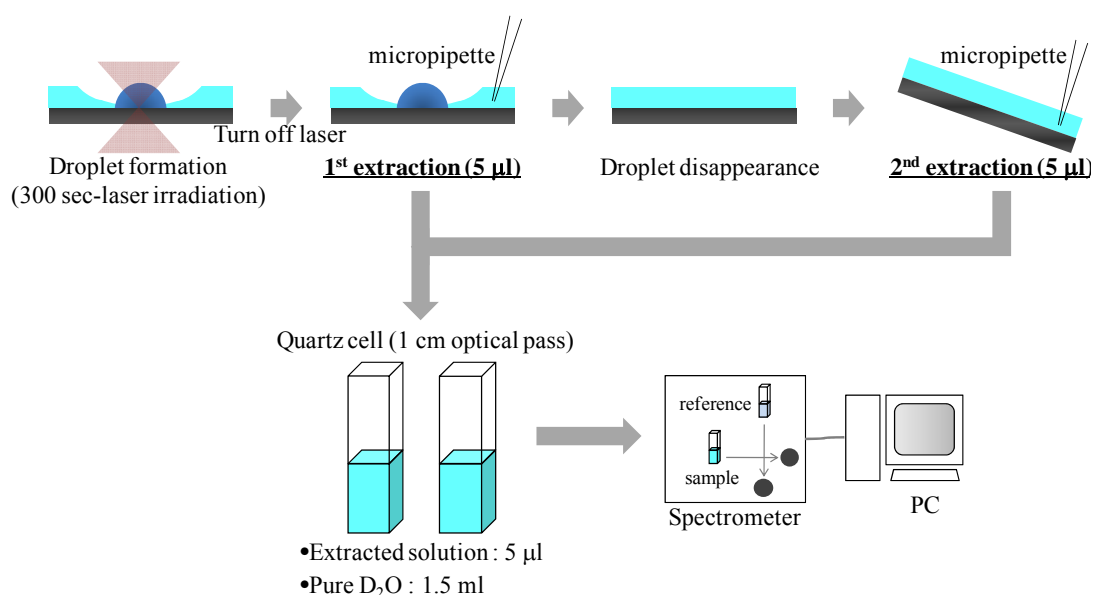 micropipette
micropipette
Turn off laser
Droplet formation
(300 sec-laser irradiation)
1st extraction (5 μl)
Droplet disappearance
2nd extraction (5 μl)
Quartz cell (1 cm optical pass)
reference
sample
Spectrometer
PC
•Extracted solution : 5 μl
•Pure D₂O : 1.5 ml